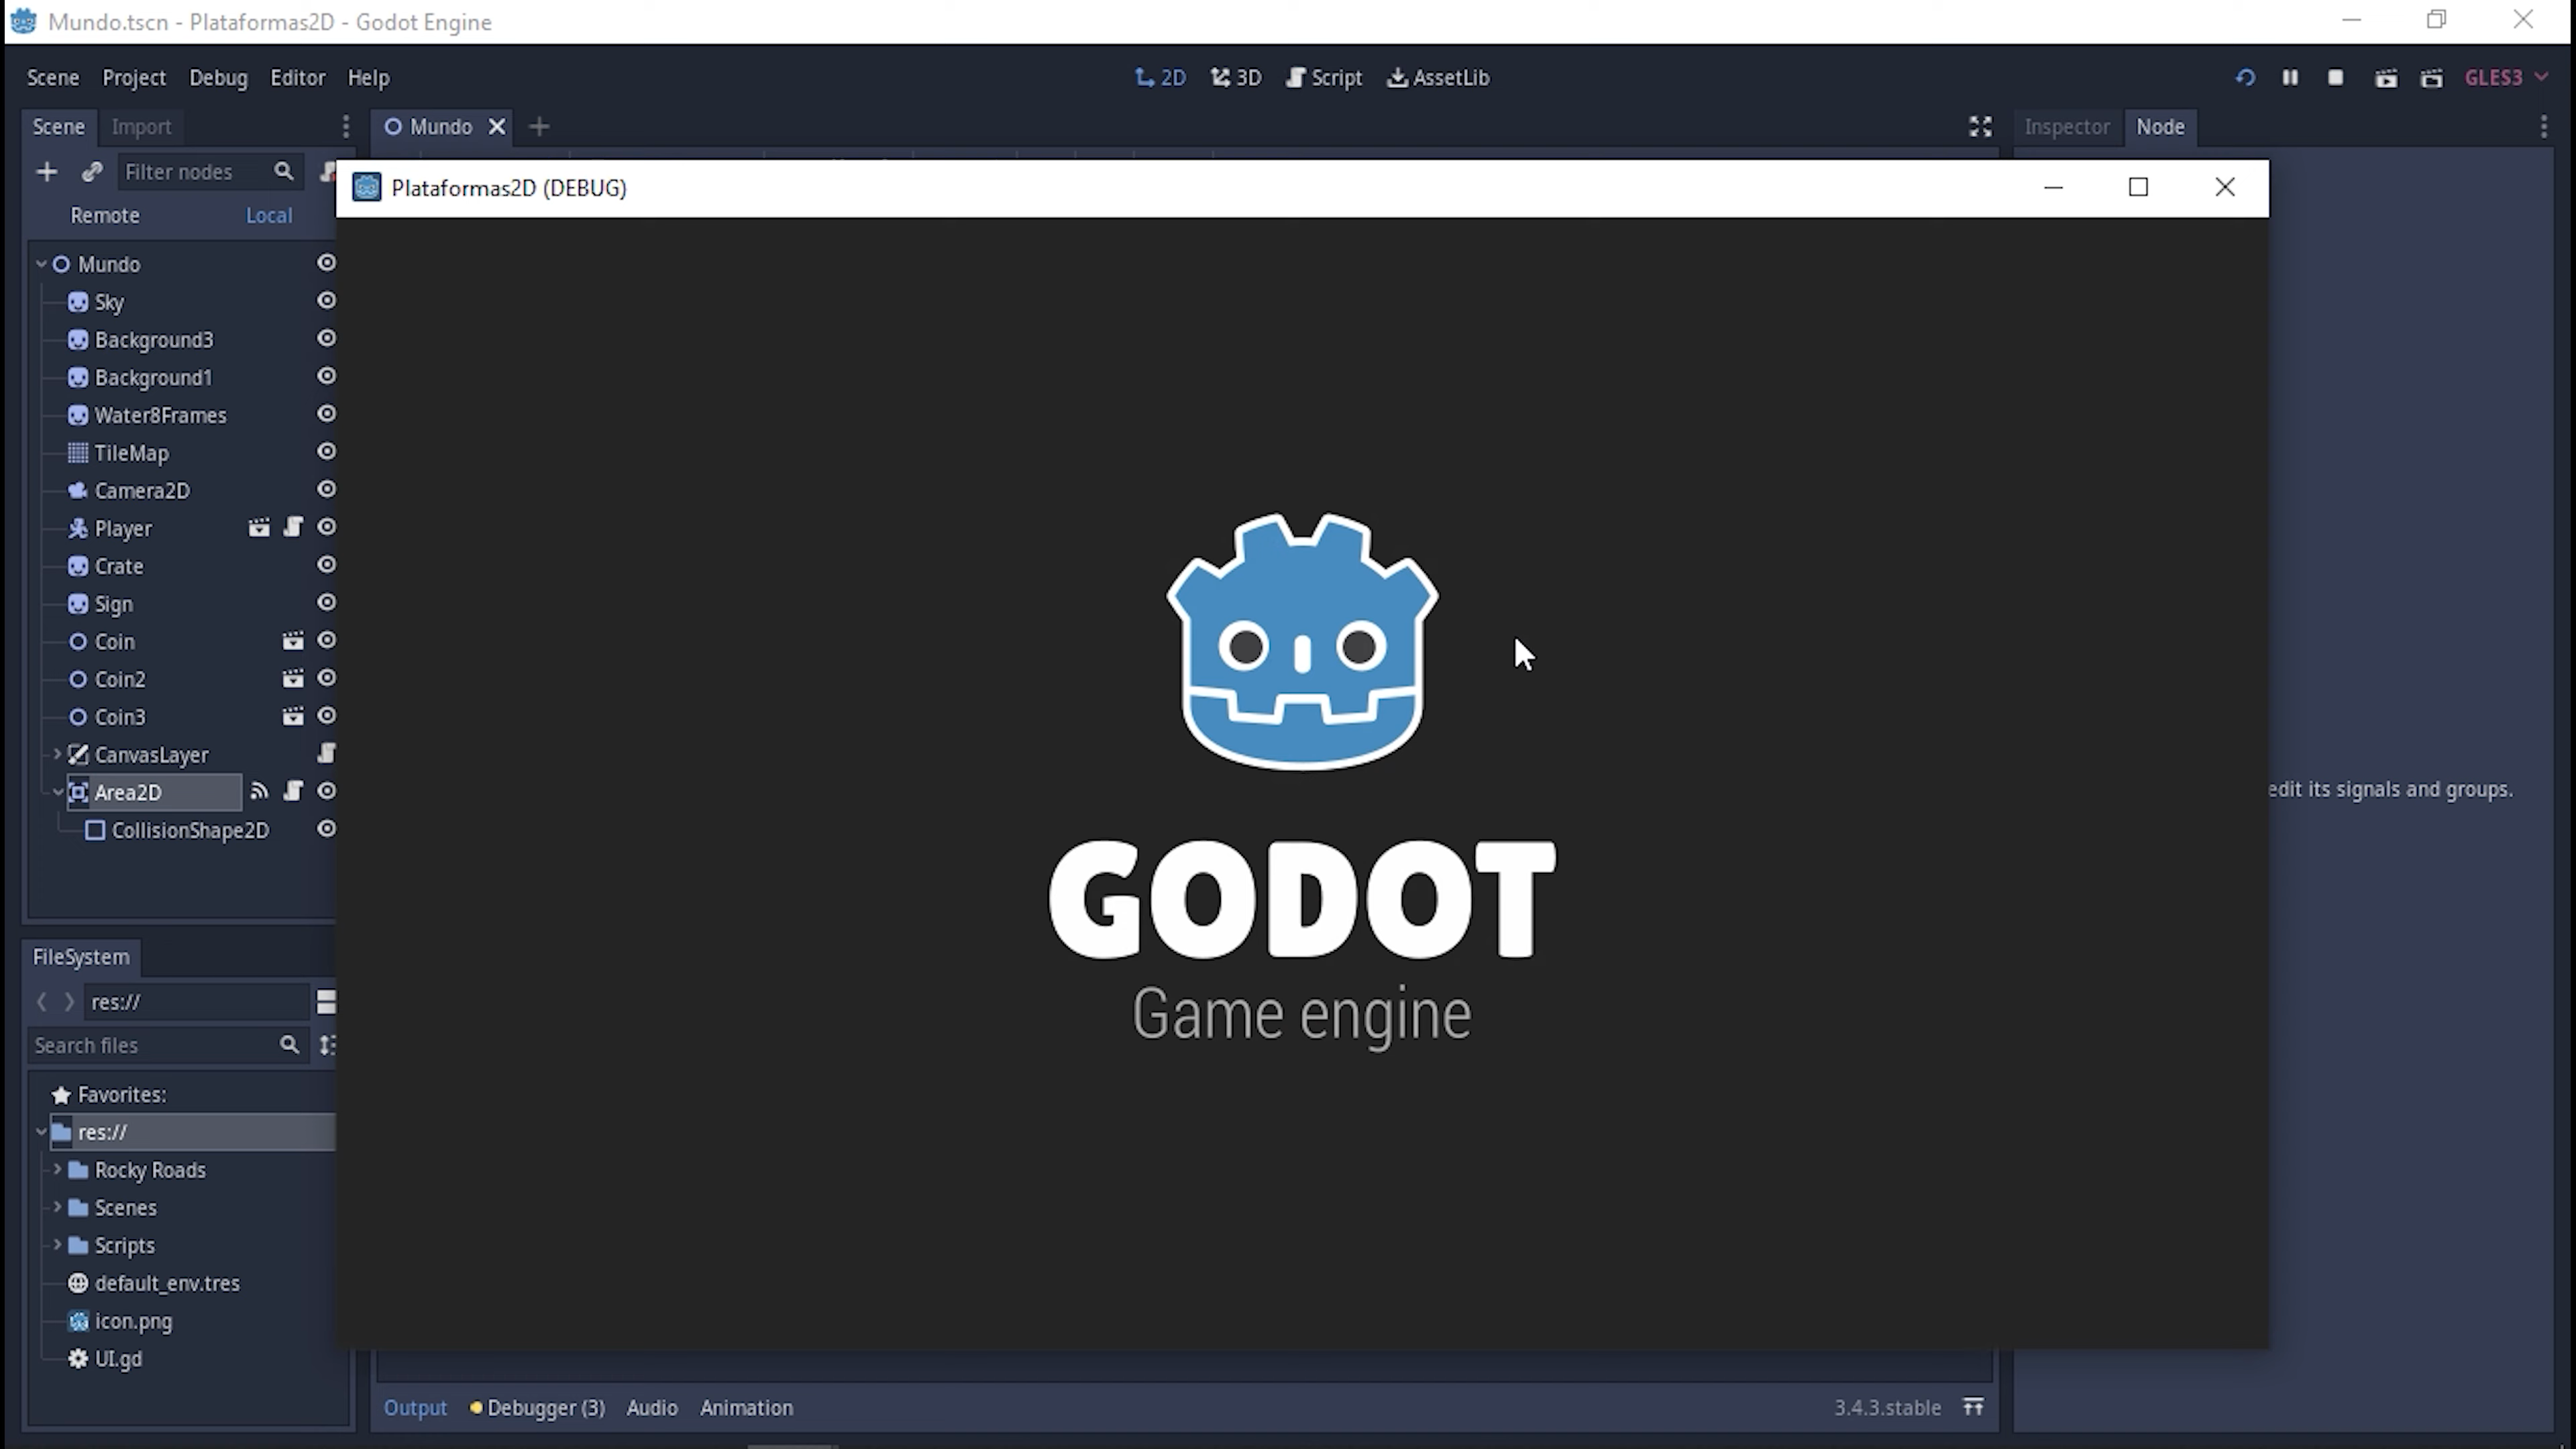 Mundo.tscn - Plataformas2D - Godot Engine
Scene Project Debug Editor Help
2D 3D Script AssetLib
GLES3
Scene Import
Mundo
Inspector Node
Filter nodes
Plataformas2D (DEBUG)
Remote Local
Mundo
Sky
Background3
Background1
Water8Frames
TileMap
Camera2D
Player
Crate
Sign
Coin
Coin2
Coin3
CanvasLayer
Area2D
CollisionShape2D
GODOT
Game engine
edit its signals and groups.
FileSystem
res://
Search files
Favorites:
res://
Rocky Roads
Scenes
Scripts
default_env.tres
icon.png
UI.gd
Output Debugger (3) Audio Animation
3.4.3.stable